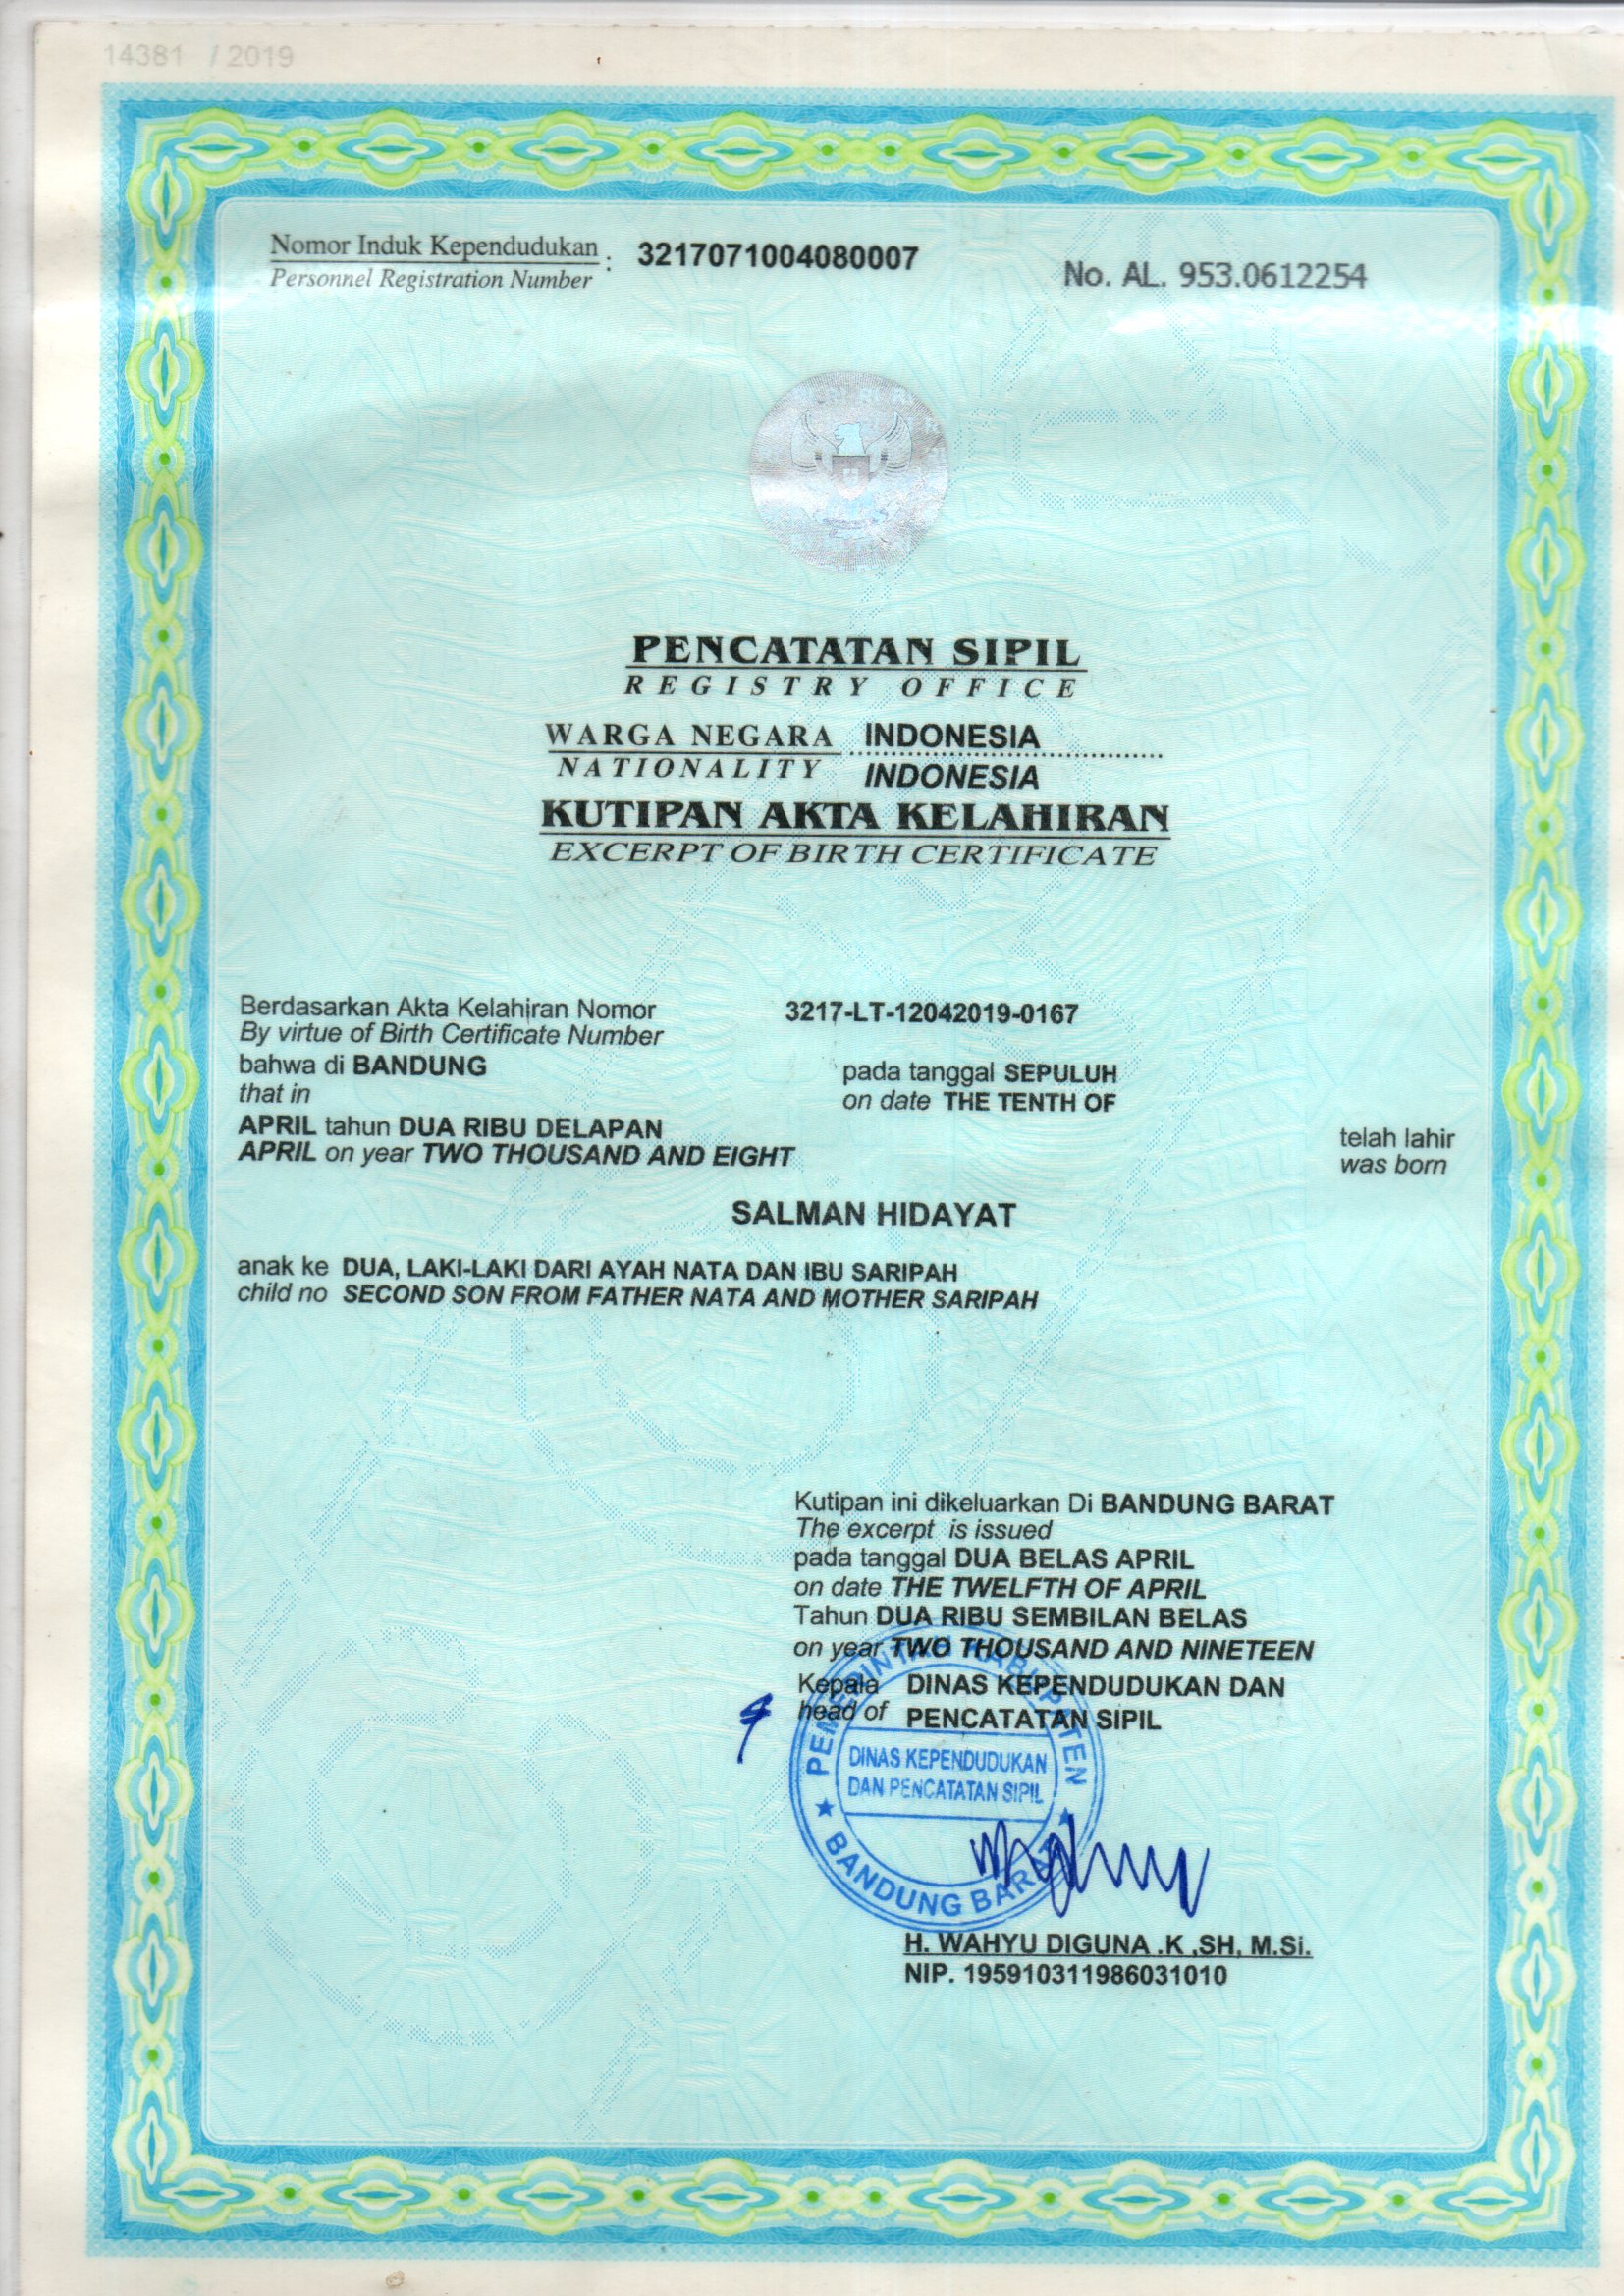 14381 / 2019
Nomor Induk Kependudukan : 3217071004080007
Personnel Registration Number
No. AL. 953.0612254
PENCATATAN SIPIL
REGISTRY OFFICE
WARGA NEGARA INDONESIA
NATIONALITY INDONESIA
KUTIPAN AKTA KELAHIRAN
EXCERPT OF BIRTH CERTIFICATE
Berdasarkan Akta Kelahiran Nomor 3217-LT-12042019-0167
By virtue of Birth Certificate Number
bahwa di BANDUNG pada tanggal SEPULUH
that in on date THE TENTH OF
APRIL tahun DUA RIBU DELAPAN telah lahir
APRIL on year TWO THOUSAND AND EIGHT was born
SALMAN HIDAYAT
anak ke DUA, LAKI-LAKI DARI AYAH NATA DAN IBU SARIPAH
child no SECOND SON FROM FATHER NATA AND MOTHER SARIPAH
Kutipan ini dikeluarkan Di BANDUNG BARAT
The excerpt is issued
pada tanggal DUA BELAS APRIL
on date THE TWELFTH OF APRIL
Tahun DUA RIBU SEMBILAN BELAS
on year TWO THOUSAND AND NINETEEN
Kepala DINAS KEPENDUDUKAN DAN
head of PENCATATAN SIPIL
PEMERINTAH KABUPATEN
DINAS KEPENDUDUKAN
DAN PENCATATAN SIPIL
BANDUNG BARAT
H. WAHYU DIGUNA .K ,SH, M.Si.
NIP. 195910311986031010